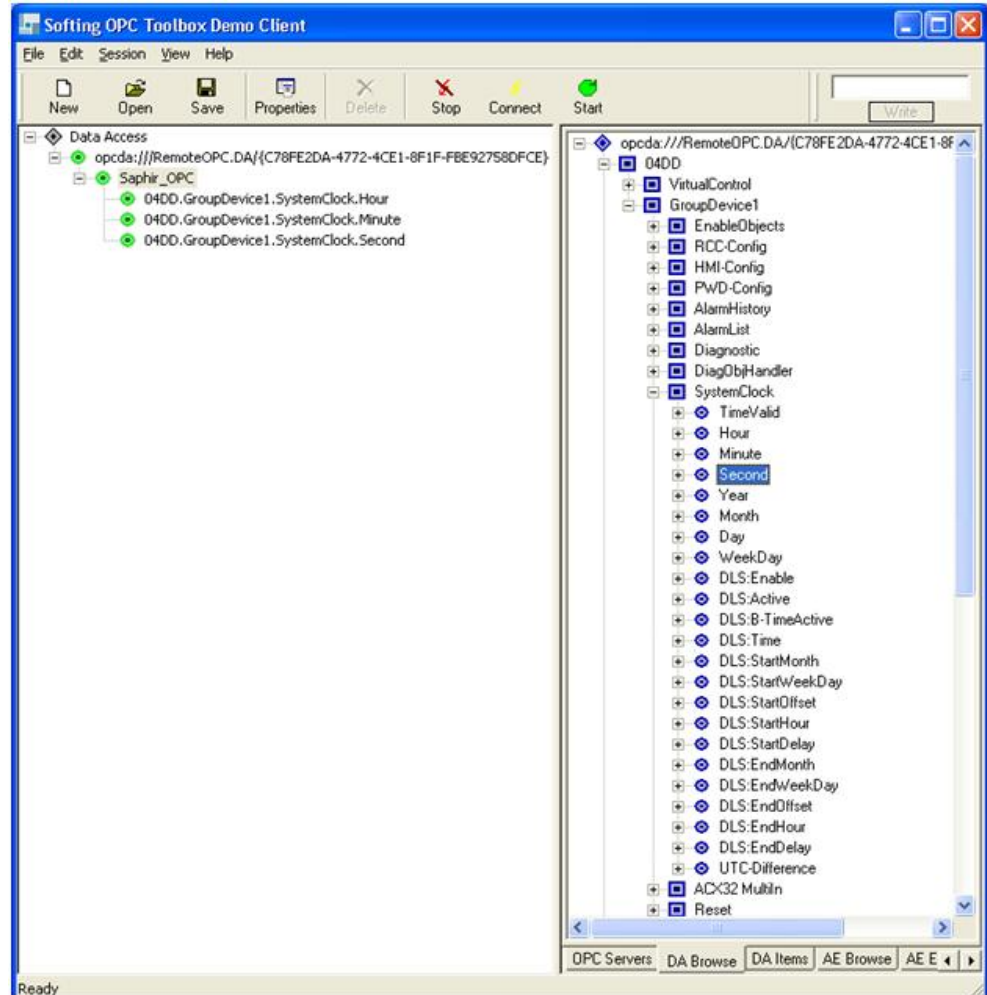 Softing OPC Toolbox Demo Client
File Edit Session View Help
New Open Save Properties Delete Stop Connect Start Write
Data Access
opcda:///RemoteOPC.DA/{C78FE2DA-4772-4CE1-8F1F-FBE92758DFCE}
Saphir_OPC
04DD.GroupDevice1.SystemClock.Hour
04DD.GroupDevice1.SystemClock.Minute
04DD.GroupDevice1.SystemClock.Second
opcda:///RemoteOPC.DA/{C78FE2DA-4772-4CE1-8F
04DD
VirtualControl
GroupDevice1
EnableObjects
RCC-Config
HMI-Config
PWD-Config
AlarmHistory
AlarmList
Diagnostic
DiagObjHandler
SystemClock
TimeValid
Hour
Minute
Second
Year
Month
Day
WeekDay
DLS:Enable
DLS:Active
DLS:B-TimeActive
DLS:Time
DLS:StartMonth
DLS:StartWeekDay
DLS:StartOffset
DLS:StartHour
DLS:StartDelay
DLS:EndMonth
DLS:EndWeekDay
DLS:EndOffset
DLS:EndHour
DLS:EndDelay
UTC-Difference
ACX32 MultiIn
Reset
OPC Servers DA Browse DA Items AE Browse AE E
Ready